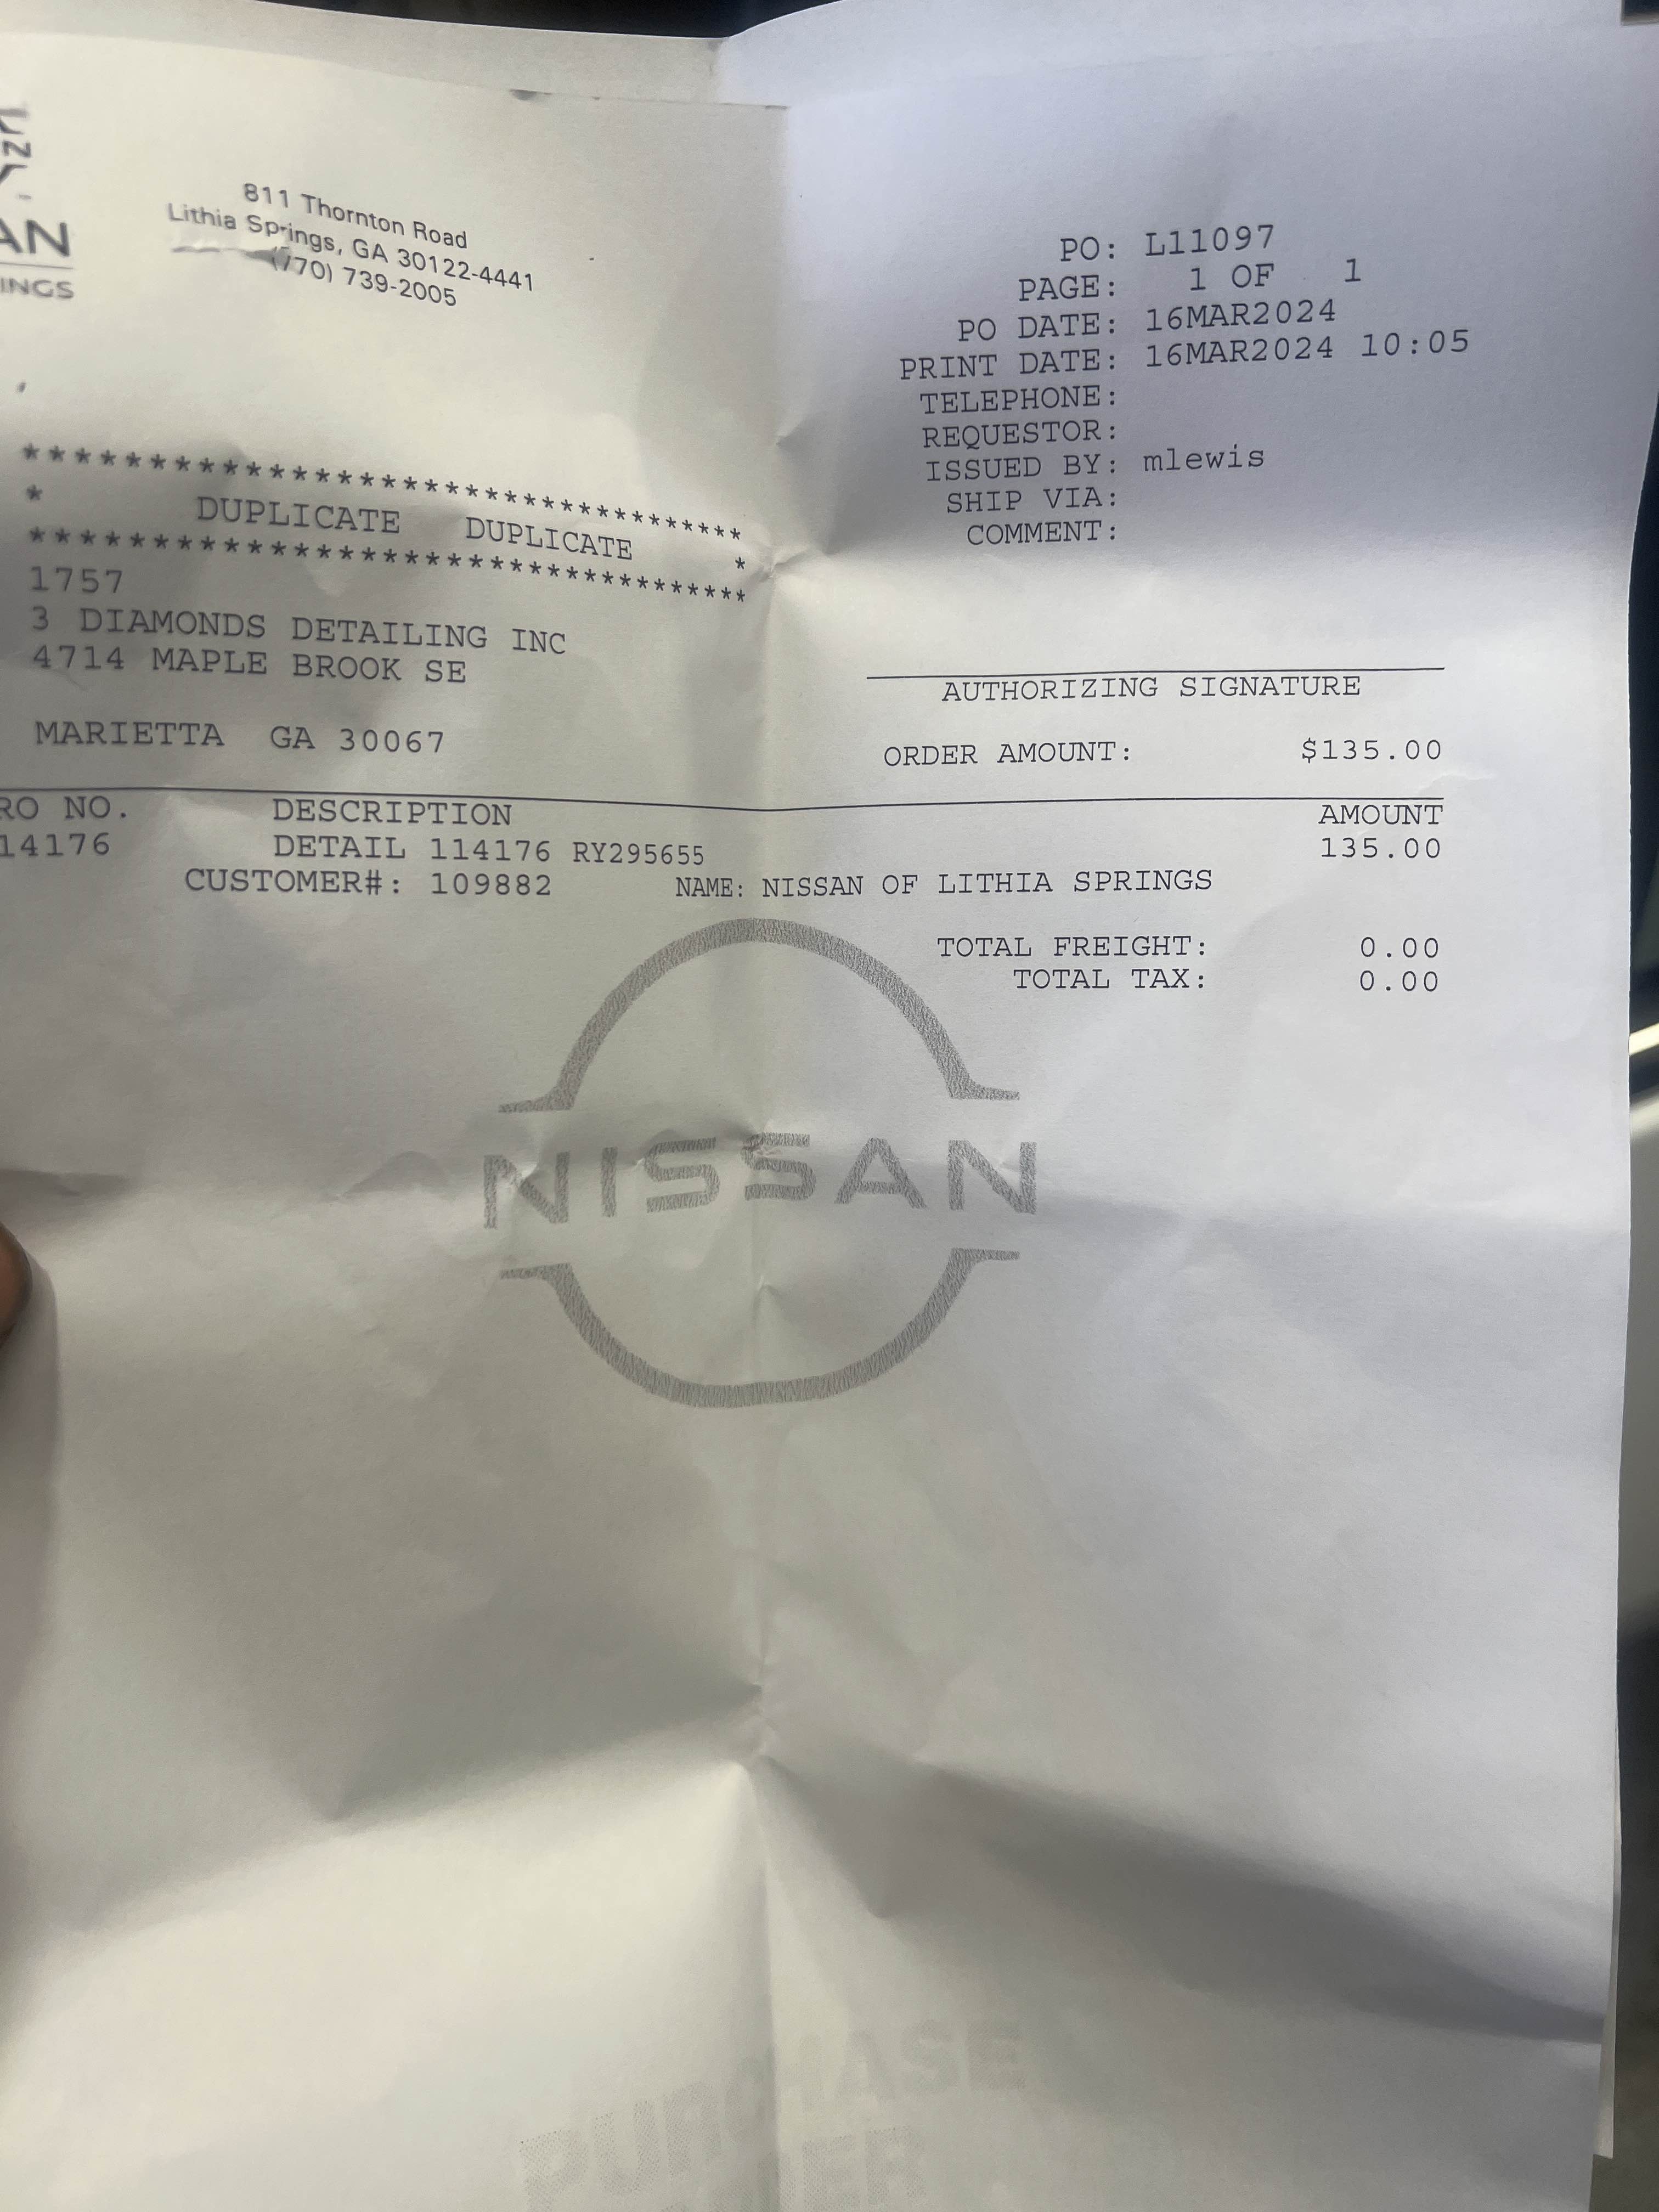 AN
INGS
811 Thornton Road
Lithia Springs, GA 30122-4441
(770) 739-2005
PO: L11097
PAGE: 1 OF 1
PO DATE: 16MAR2024
PRINT DATE: 16MAR2024 10:05
TELEPHONE:
REQUESTOR:
ISSUED BY: mlewis
SHIP VIA:
COMMENT:
******************************
* DUPLICATE DUPLICATE *
******************************
1757
3 DIAMONDS DETAILING INC
4714 MAPLE BROOK SE
MARIETTA GA 30067
AUTHORIZING SIGNATURE
ORDER AMOUNT: $135.00
RO NO. DESCRIPTION AMOUNT
14176 DETAIL 114176 RY295655 135.00
CUSTOMER#: 109882 NAME: NISSAN OF LITHIA SPRINGS
TOTAL FREIGHT: 0.00
TOTAL TAX: 0.00
NISSAN
PURCHASE